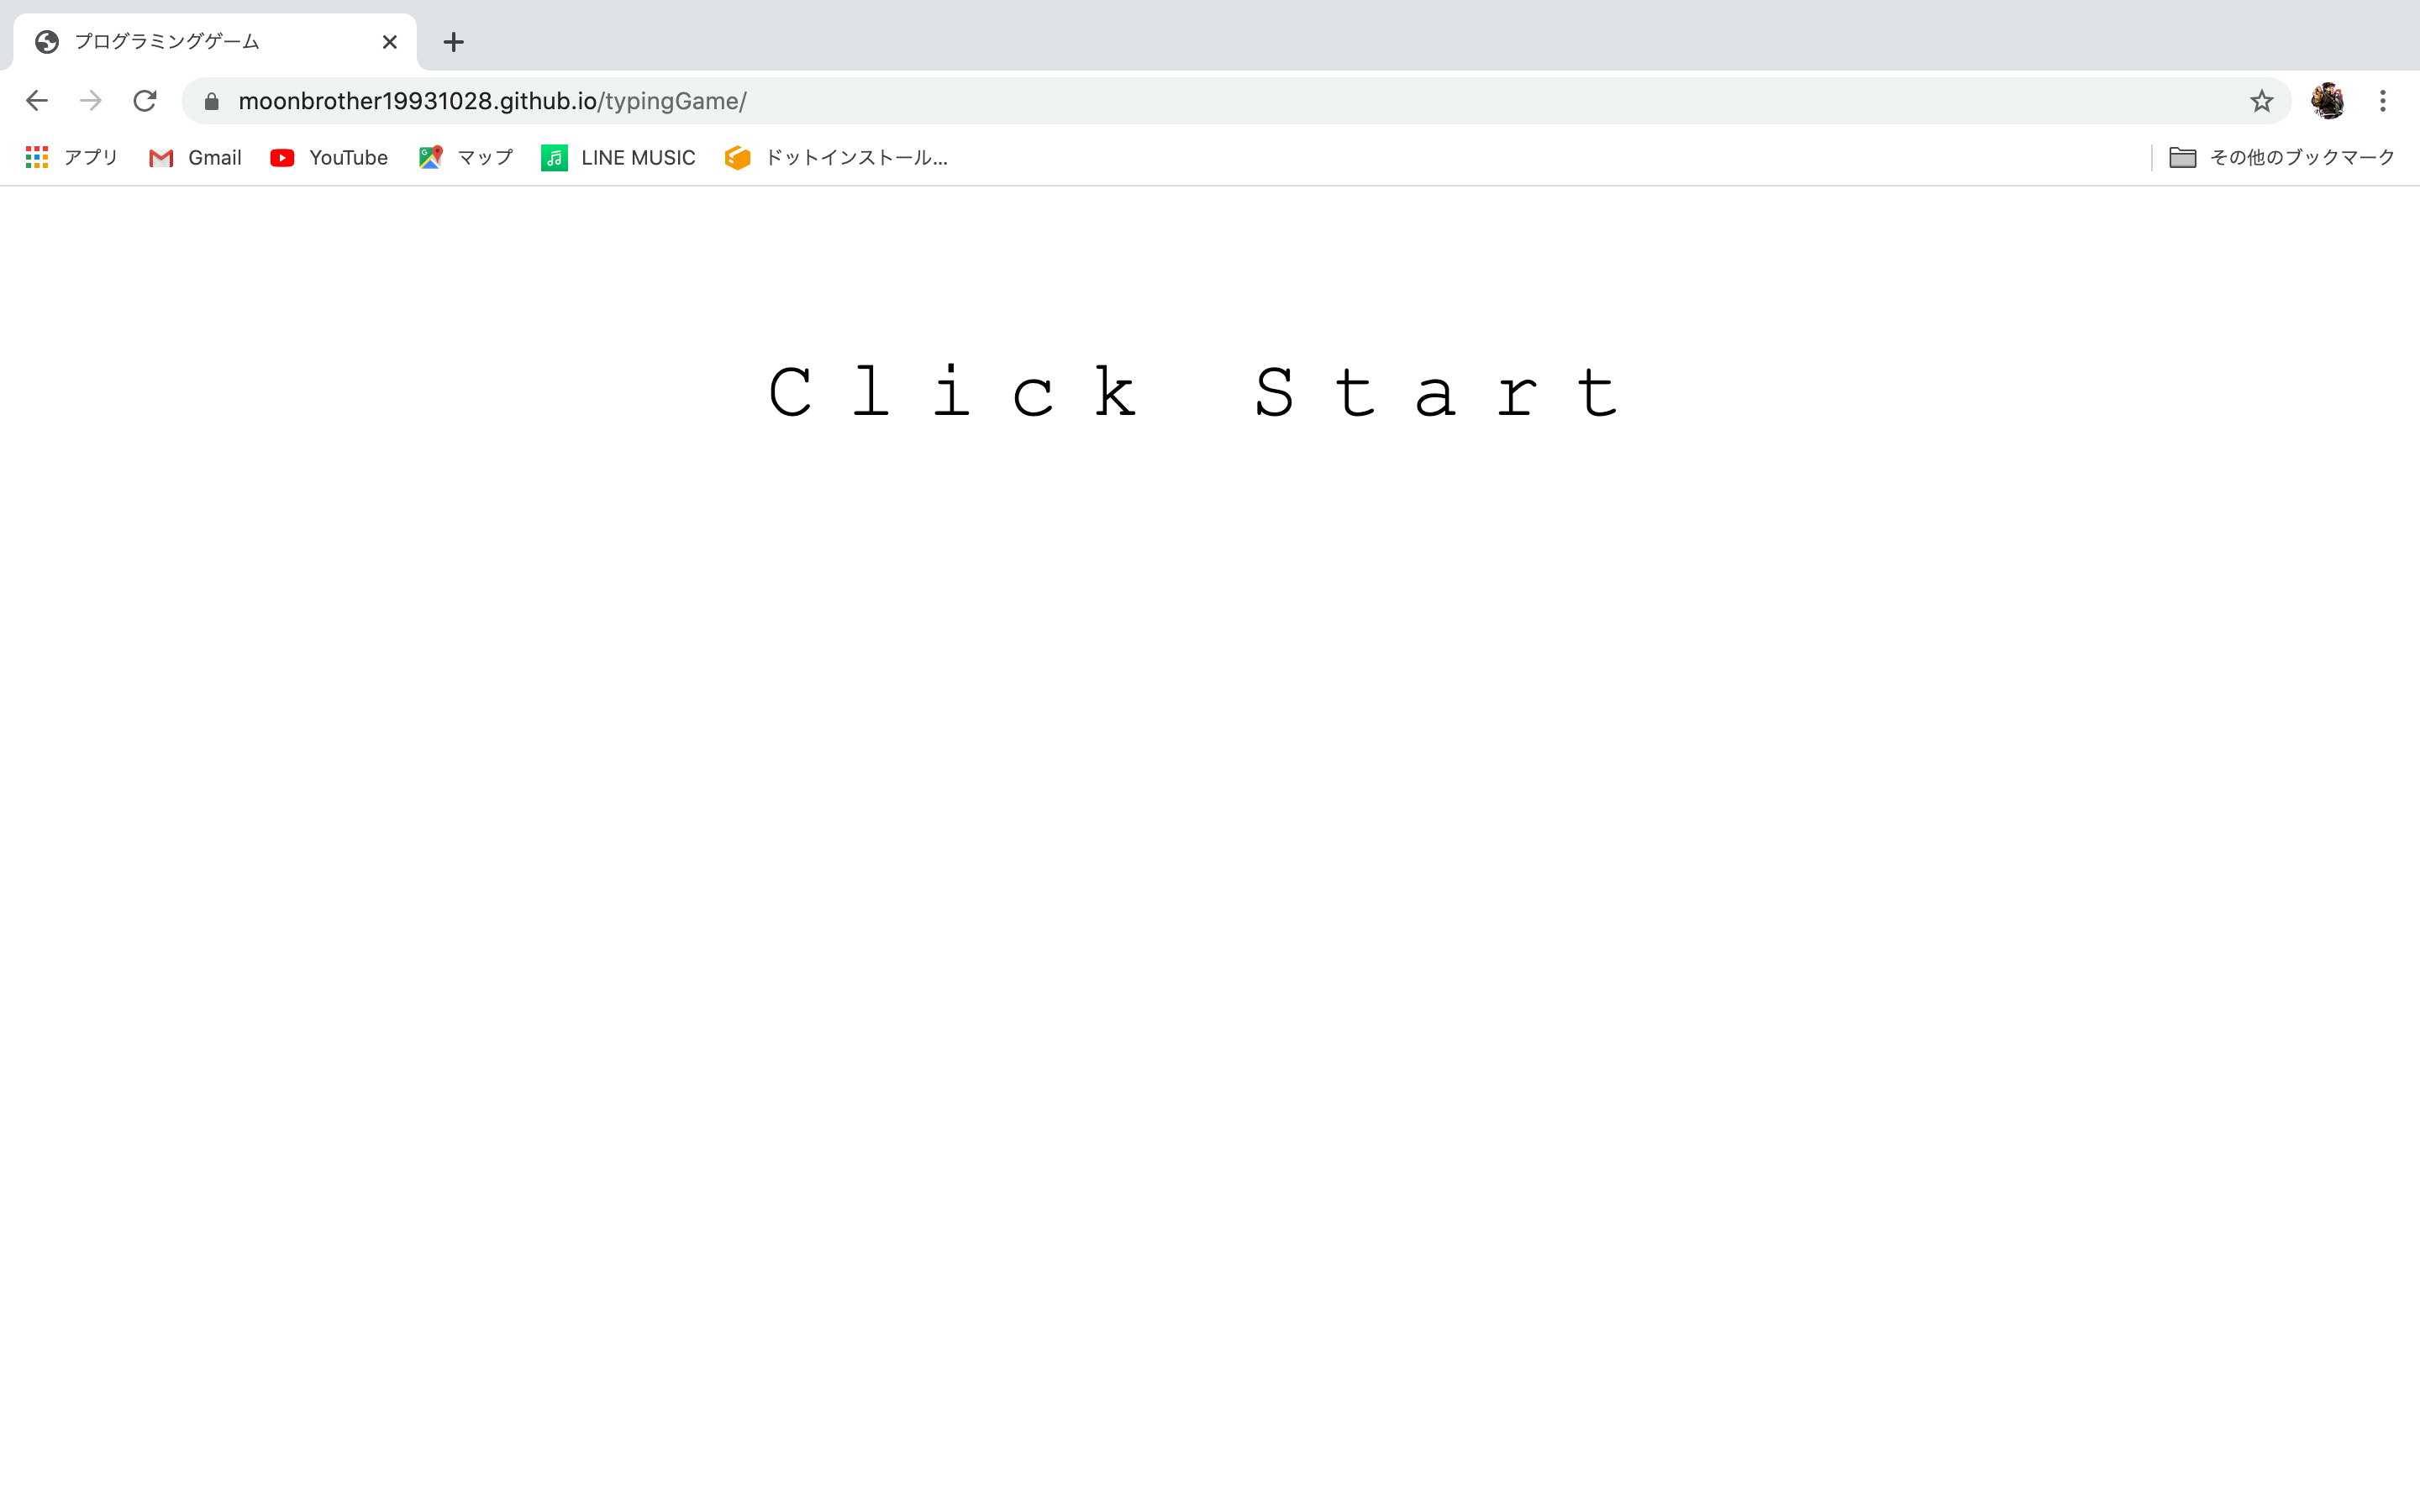 プログラミングゲーム
moonbrother19931028.github.io/typingGame/
アプリ Gmail YouTube マップ LINE MUSIC ドットインストール... その他のブックマーク
Click Start